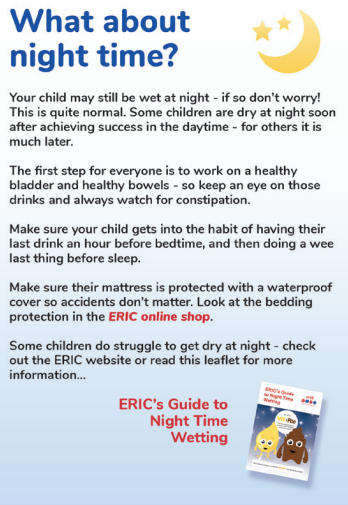 What about
night time?
Your child may still be wet at night - if so don't worry!
This is quite normal. Some children are dry at night soon
after achieving success in the daytime - for others it is
much later.
The first step for everyone is to work on a healthy
bladder and healthy bowels - so keep an eye on those
drinks and always watch for constipation.
Make sure your child gets into the habit of having their
last drink an hour before bedtime, and then doing a wee
last thing before sleep.
Make sure their mattress is protected with a waterproof
cover so accidents don't matter. Look at the bedding
protection in the ERIC online shop.
Some children do struggle to get dry at night - check
out the ERIC website or read this leaflet for more
information...
ERIC's Guide to
Night Time
Wetting
ERIC's Guide
to Night Time
Wetting